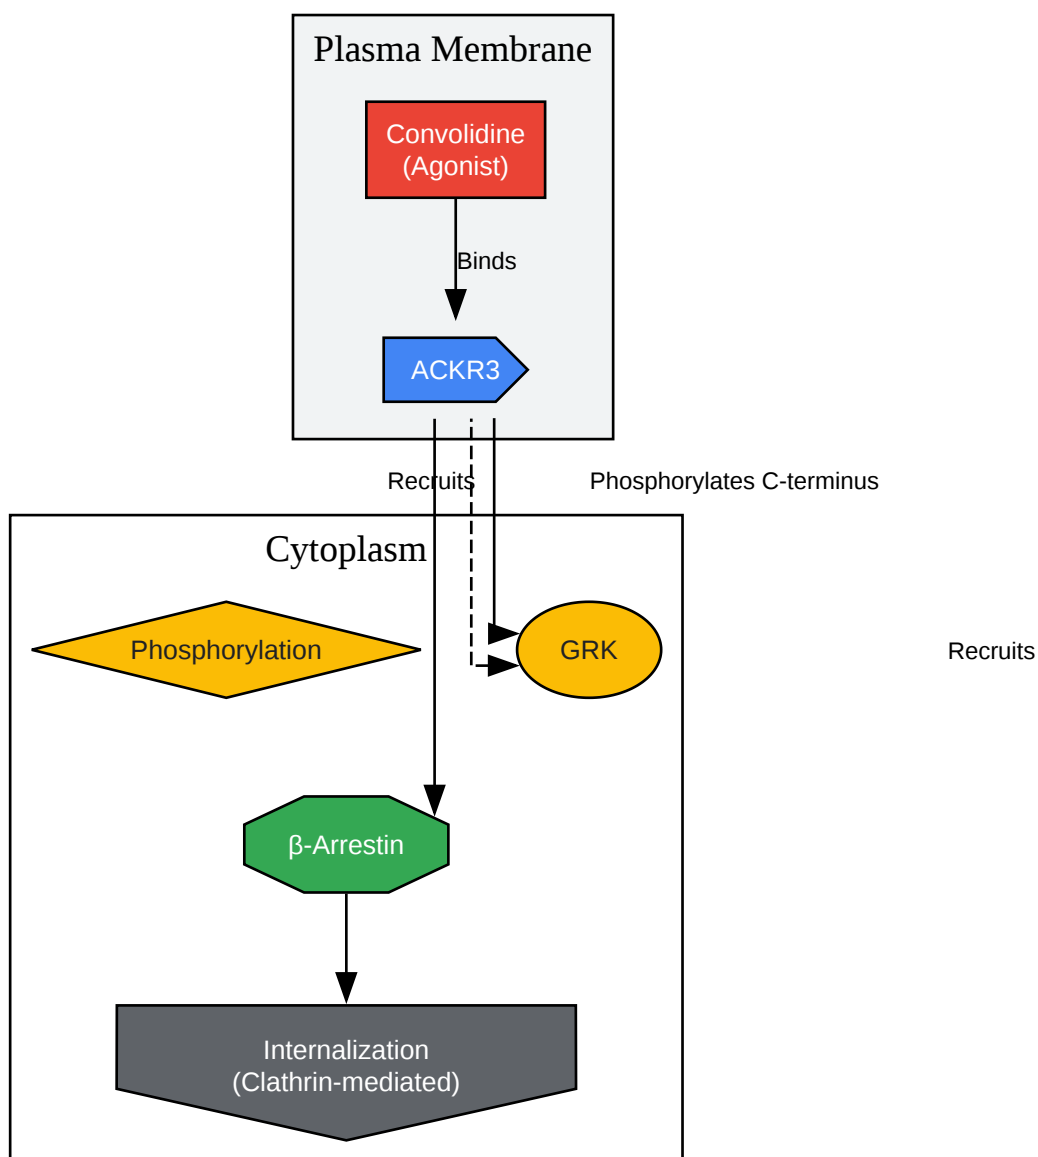 Plasma Membrane
Convolidine
(Agonist)
Binds
ACKR3
Recruits
Phosphorylates C-terminus
Cytoplasm
Phosphorylation
GRK
Recruits
β-Arrestin
Internalization
(Clathrin-mediated)